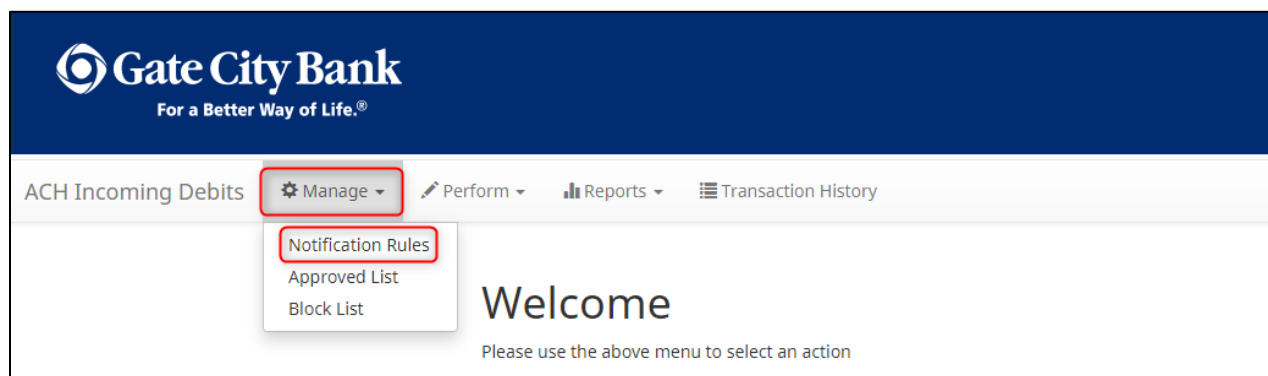 Gate City Bank
For a Better Way of Life.®
ACH Incoming Debits Manage Perform Reports Transaction History
Notification Rules
Approved List
Block List
Welcome
Please use the above menu to select an action